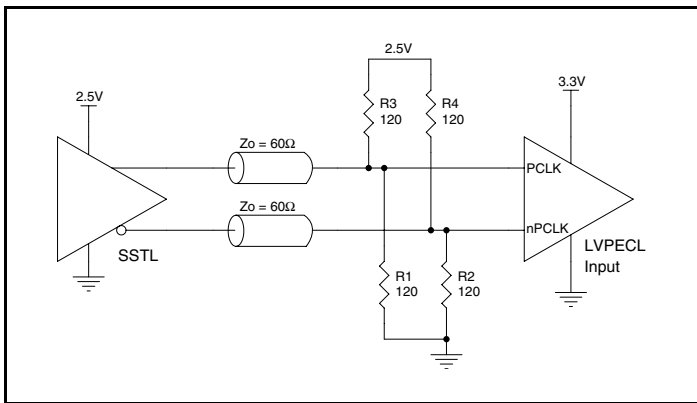 2.5V
2.5V
3.3V
R3
120
R4
120
Zo = 60Ω
PCLK
Zo = 60Ω
nPCLK
SSTL
LVPECL
Input
R1
120
R2
120